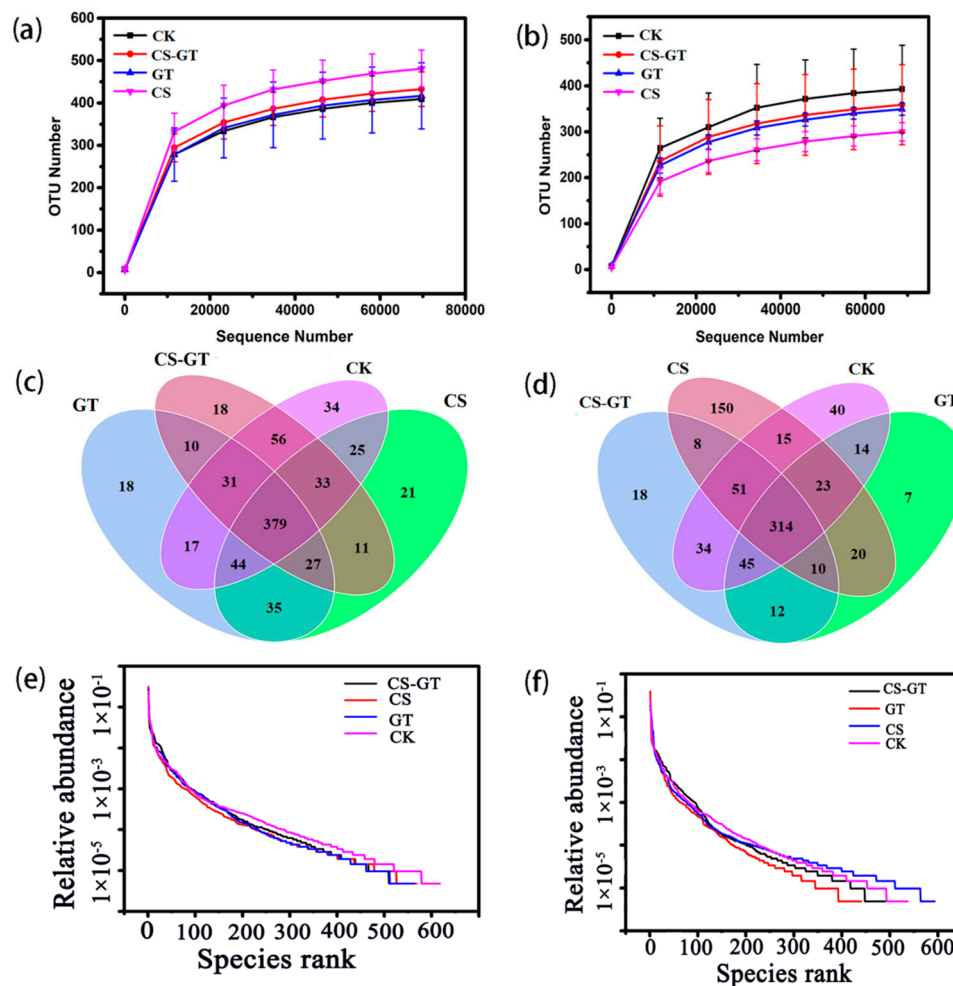 (a)
600
500
400
300
200
100
0
OTU Number
CK
CS-GT
GT
CS
0 20000 40000 60000 80000
Sequence Number
(b)
500
400
300
200
100
0
OTU Number
CK
CS-GT
GT
CS
0 20000 40000 60000
Sequence Number
(c)
GT
CS-GT
CK
CS
18
34
10
56
25
18
31
33
21
379
17
11
44
27
35
(d)
CS-GT
CS
CK
GT
150
40
8
15
14
18
51
23
7
314
34
20
45
10
12
(e)
Relative abundance
1×10⁻¹
1×10⁻³
1×10⁻⁵
CS-GT
CS
GT
CK
0 100 200 300 400 500 600
Species rank
(f)
Relative abundance
1×10⁻¹
1×10⁻³
1×10⁻⁵
CS-GT
GT
CS
CK
0 100 200 300 400 500 600
Species rank